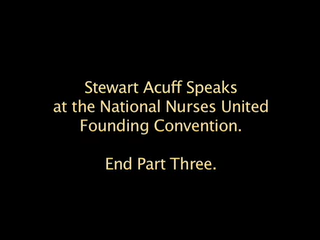 Stewart Acuff Speaks
at the National Nurses United
Founding Convention.
End Part Three.